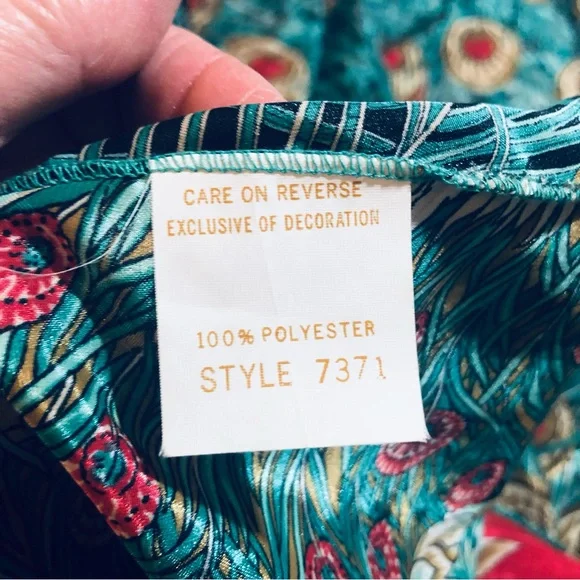 CARE ON REVERSE
EXCLUSIVE OF DECORATION
100% POLYESTER
STYLE 7371